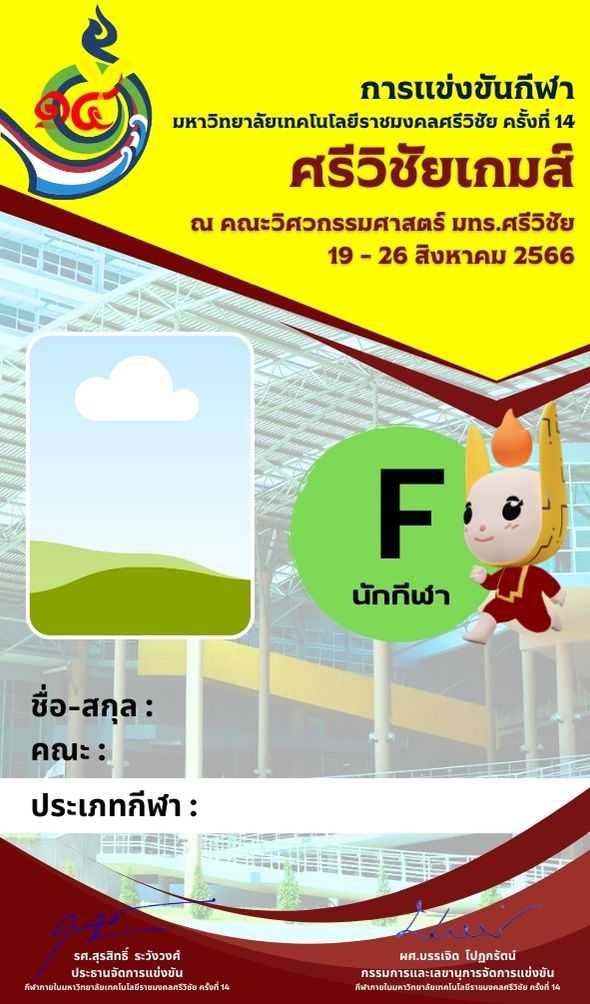 ๑๔
การแข่งขันกีฬา
มหาวิทยาลัยเทคโนโลยีราชมงคลศรีวิชัย ครั้งที่ 14
ศรีวิชัยเกมส์
ณ คณะวิศวกรรมศาสตร์ มทร.ศรีวิชัย
19 - 26 สิงหาคม 2566
F
นักกีฬา
ชื่อ-สกุล :
คณะ :
ประเภทกีฬา :
รศ.สุรสิทธิ์ ระวังวงศ์
ประธานจัดการแข่งขัน
กีฬาภายในมหาวิทยาลัยเทคโนโลยีราชมงคลศรีวิชัย ครั้งที่ 14
ผศ.บรรเจิด โปฏกรัตน์
กรรมการและเลขานุการจัดการแข่งขัน
กีฬาภายในมหาวิทยาลัยเทคโนโลยีราชมงคลศรีวิชัย ครั้งที่ 14